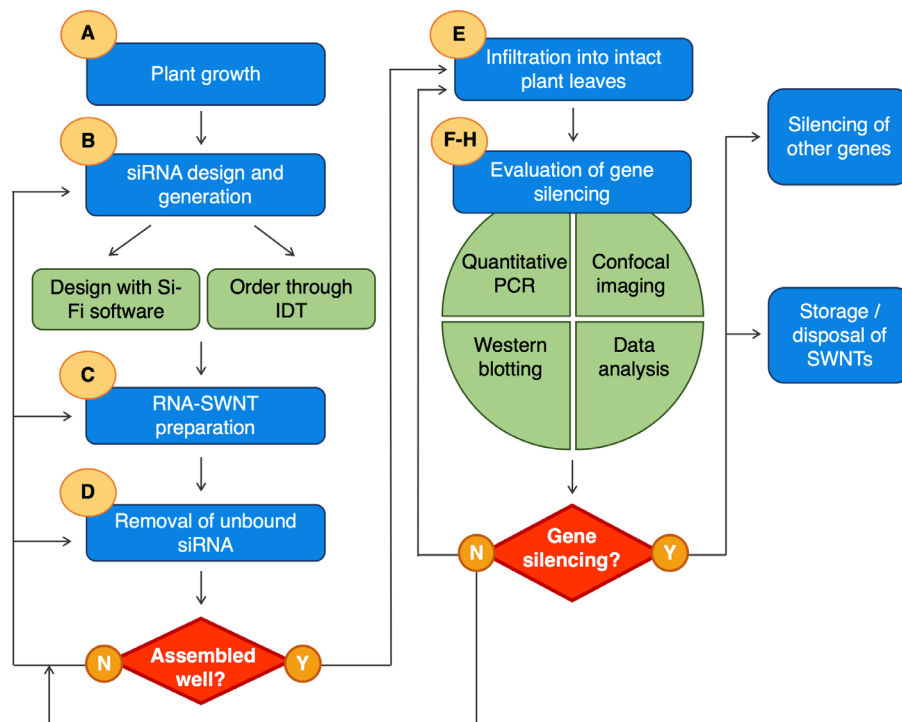 A
Plant growth
B
siRNA design and
generation
Design with Si-
Fi software
Order through
IDT
C
RNA-SWNT
preparation
D
Removal of unbound
siRNA
N
Assembled
well?
Y
E
Infiltration into intact
plant leaves
F-H
Evaluation of gene
silencing
Quantitative
PCR
Confocal
imaging
Western
blotting
Data
analysis
N
Gene
silencing?
Y
Silencing of
other genes
Storage /
disposal of
SWNTs